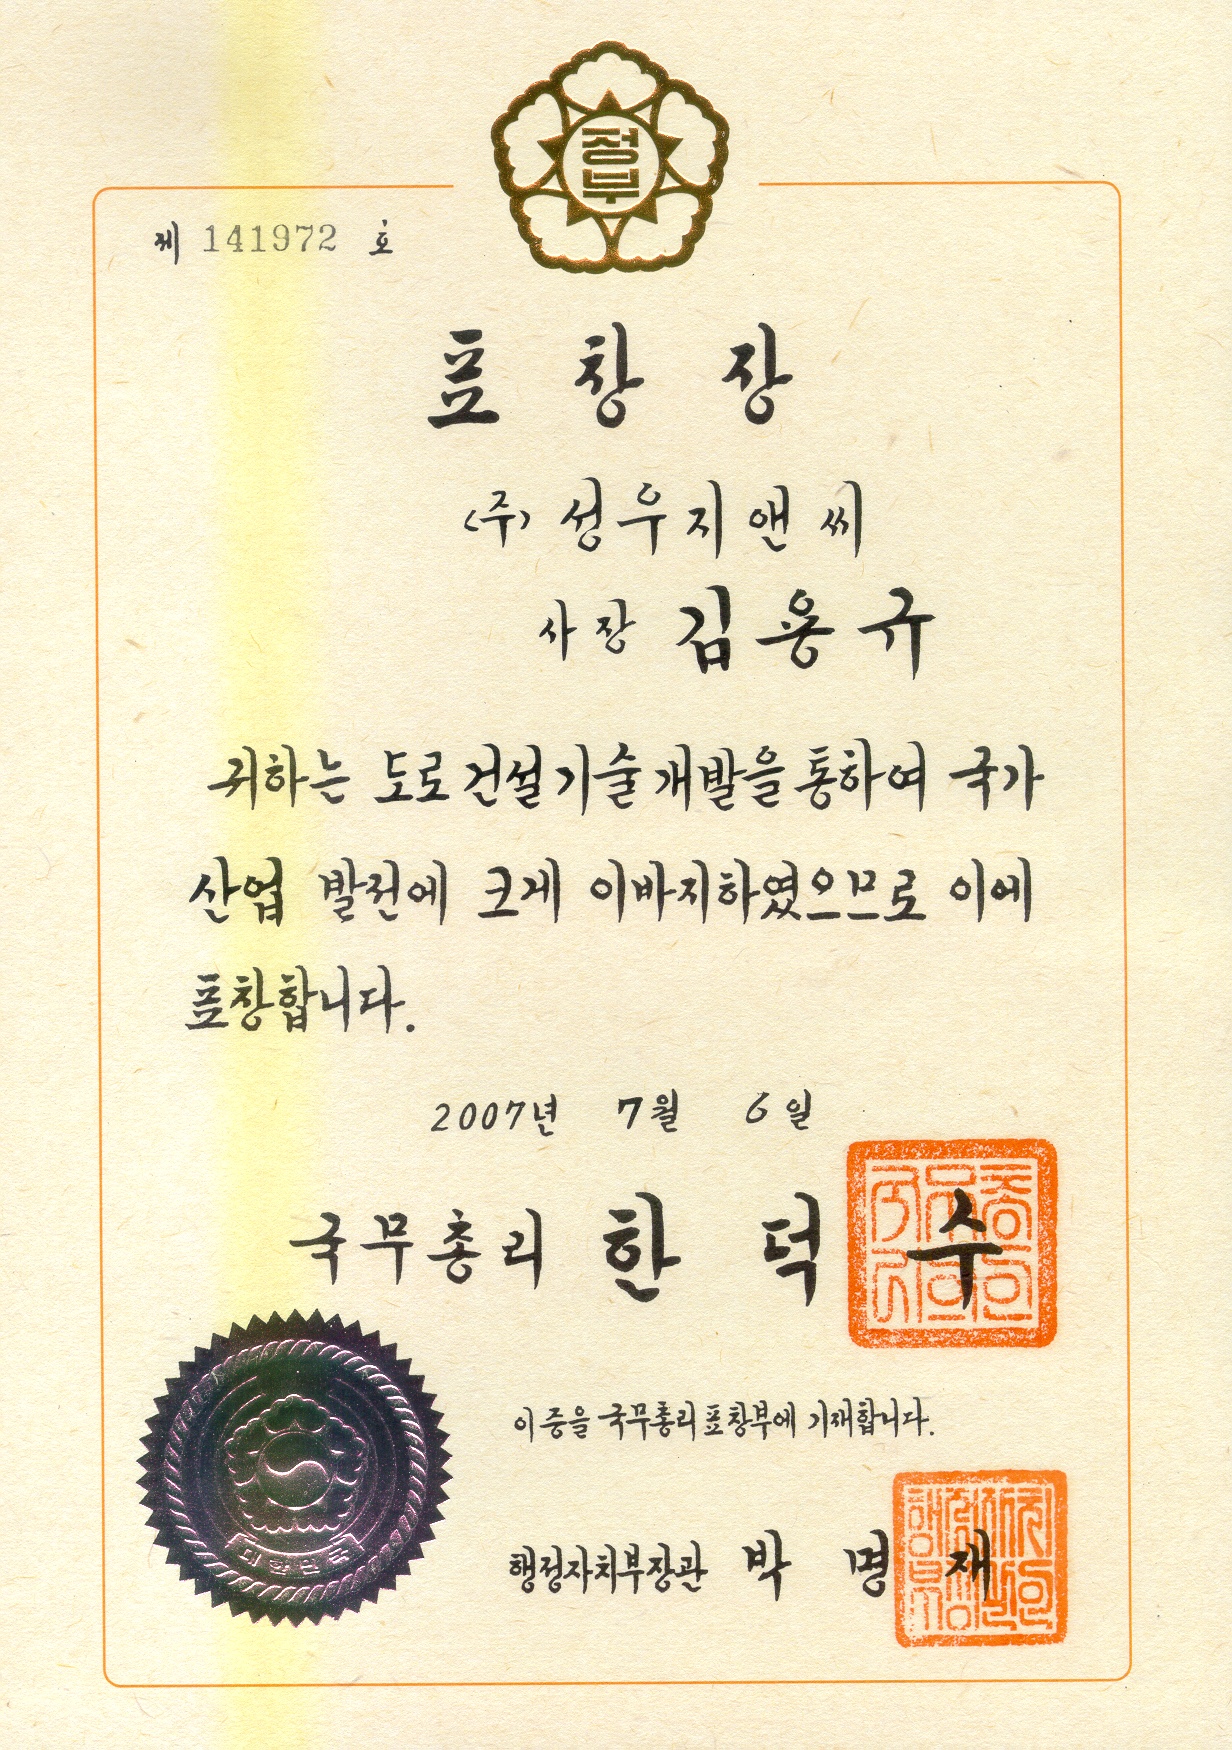 정부
제 141972 호
표 창 장
(주) 성우지앤씨
사장 김용규
귀하는 도로건설기술개발을통하여 국가
산업 발전에 크게 이바지하였으므로 이에
표창합니다.
2007년 7월 6일
국무총리 한 덕 수
이 증을 국무총리표창부에 기재합니다.
대한민국
행정자치부장관 박 명 재